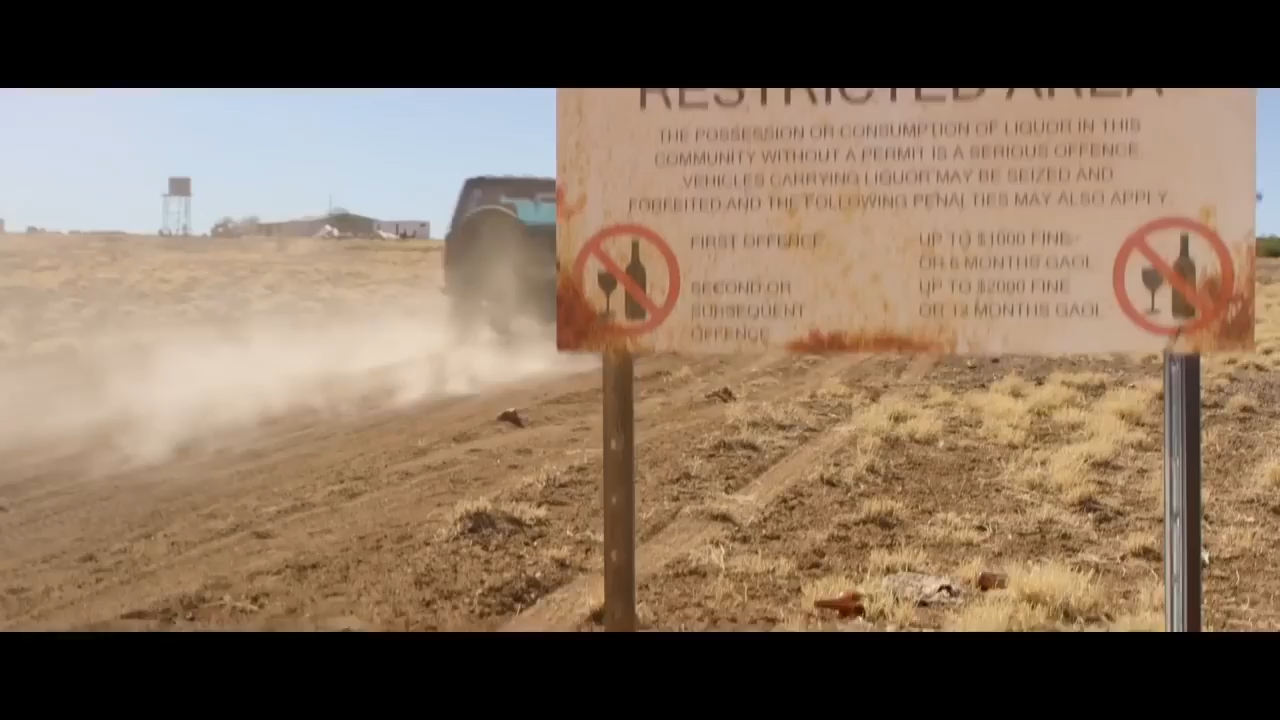 RESTRICTED AREA
THE POSSESSION OR CONSUMPTION OF LIQUOR IN THIS
COMMUNITY WITHOUT A PERMIT IS A SERIOUS OFFENCE
VEHICLES CARRYING LIQUOR MAY BE SEIZED AND
FORFEITED AND THE FOLLOWING PENALTIES MAY ALSO APPLY
FIRST OFFENCE UP TO $1000 FINE
OR 6 MONTHS GAOL
SECOND OR UP TO $2000 FINE
SUBSEQUENT OR 12 MONTHS GAOL
OFFENCE